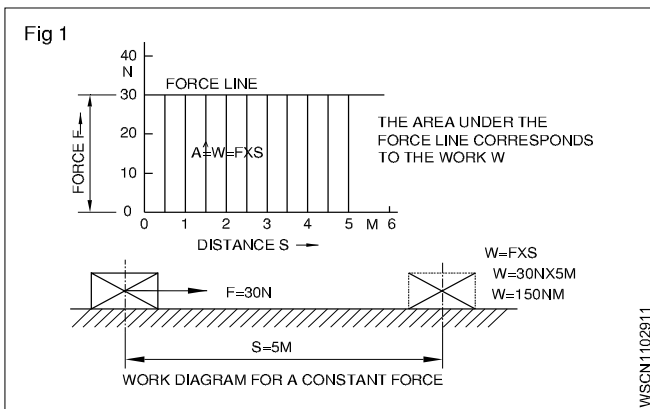 Fig 1
40
N
FORCE LINE
30
20
10
0
FORCE F
A=W=FXS
THE AREA UNDER THE
FORCE LINE CORRESPONDS
TO THE WORK W
0 1 2 3 4 5 M 6
DISTANCE S
W=FXS
W=30NX5M
W=150NM
F=30N
S=5M
WORK DIAGRAM FOR A CONSTANT FORCE
WSCN1102911